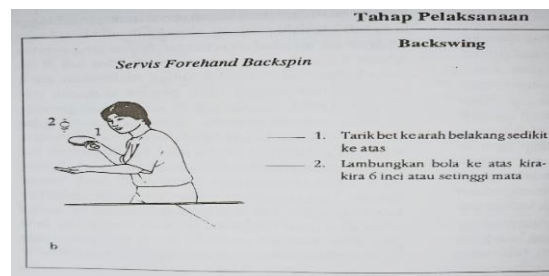 Tahap Pelaksanaan
Backswing
Servis Forehand Backspin
2
1
1. Tarik bet ke arah belakang sedikit
ke atas
2. Lambungkan bola ke atas kira-
kira 6 inci atau setinggi mata
b